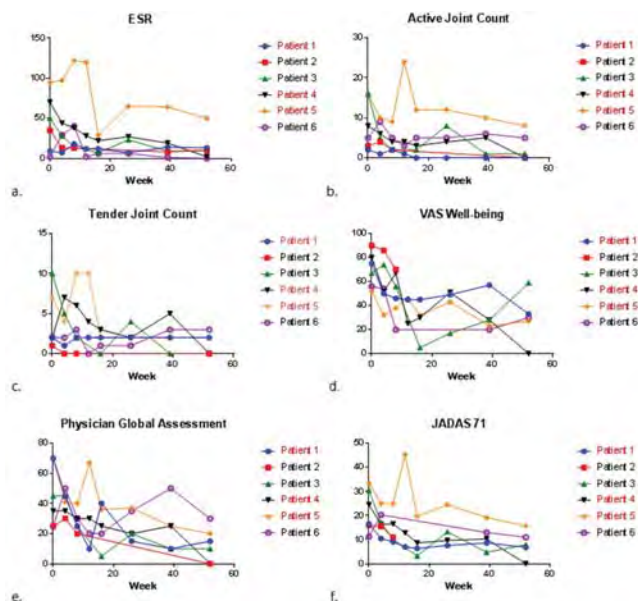 ESR
150
100
50
0
0 20 40 60
Week
Patient 1
Patient 2
Patient 3
Patient 4
Patient 5
Patient 6
a.
Active Joint Count
30
20
10
0
0 20 40 60
Week
Patient 1
Patient 2
Patient 3
Patient 4
Patient 5
Patient 6
b.
Tender Joint Count
15
10
5
0
0 20 40 60
Week
Patient 1
Patient 2
Patient 3
Patient 4
Patient 5
Patient 6
c.
VAS Well-being
100
80
60
40
20
0
0 20 40 60
Week
Patient 1
Patient 2
Patient 3
Patient 4
Patient 5
Patient 6
d.
Physician Global Assessment
80
60
40
20
0
0 20 40 60
Week
Patient 1
Patient 2
Patient 3
Patient 4
Patient 5
Patient 6
e.
JADAS 71
50
40
30
20
10
0
0 20 40 60
Week
Patient 1
Patient 2
Patient 3
Patient 4
Patient 5
Patient 6
f.